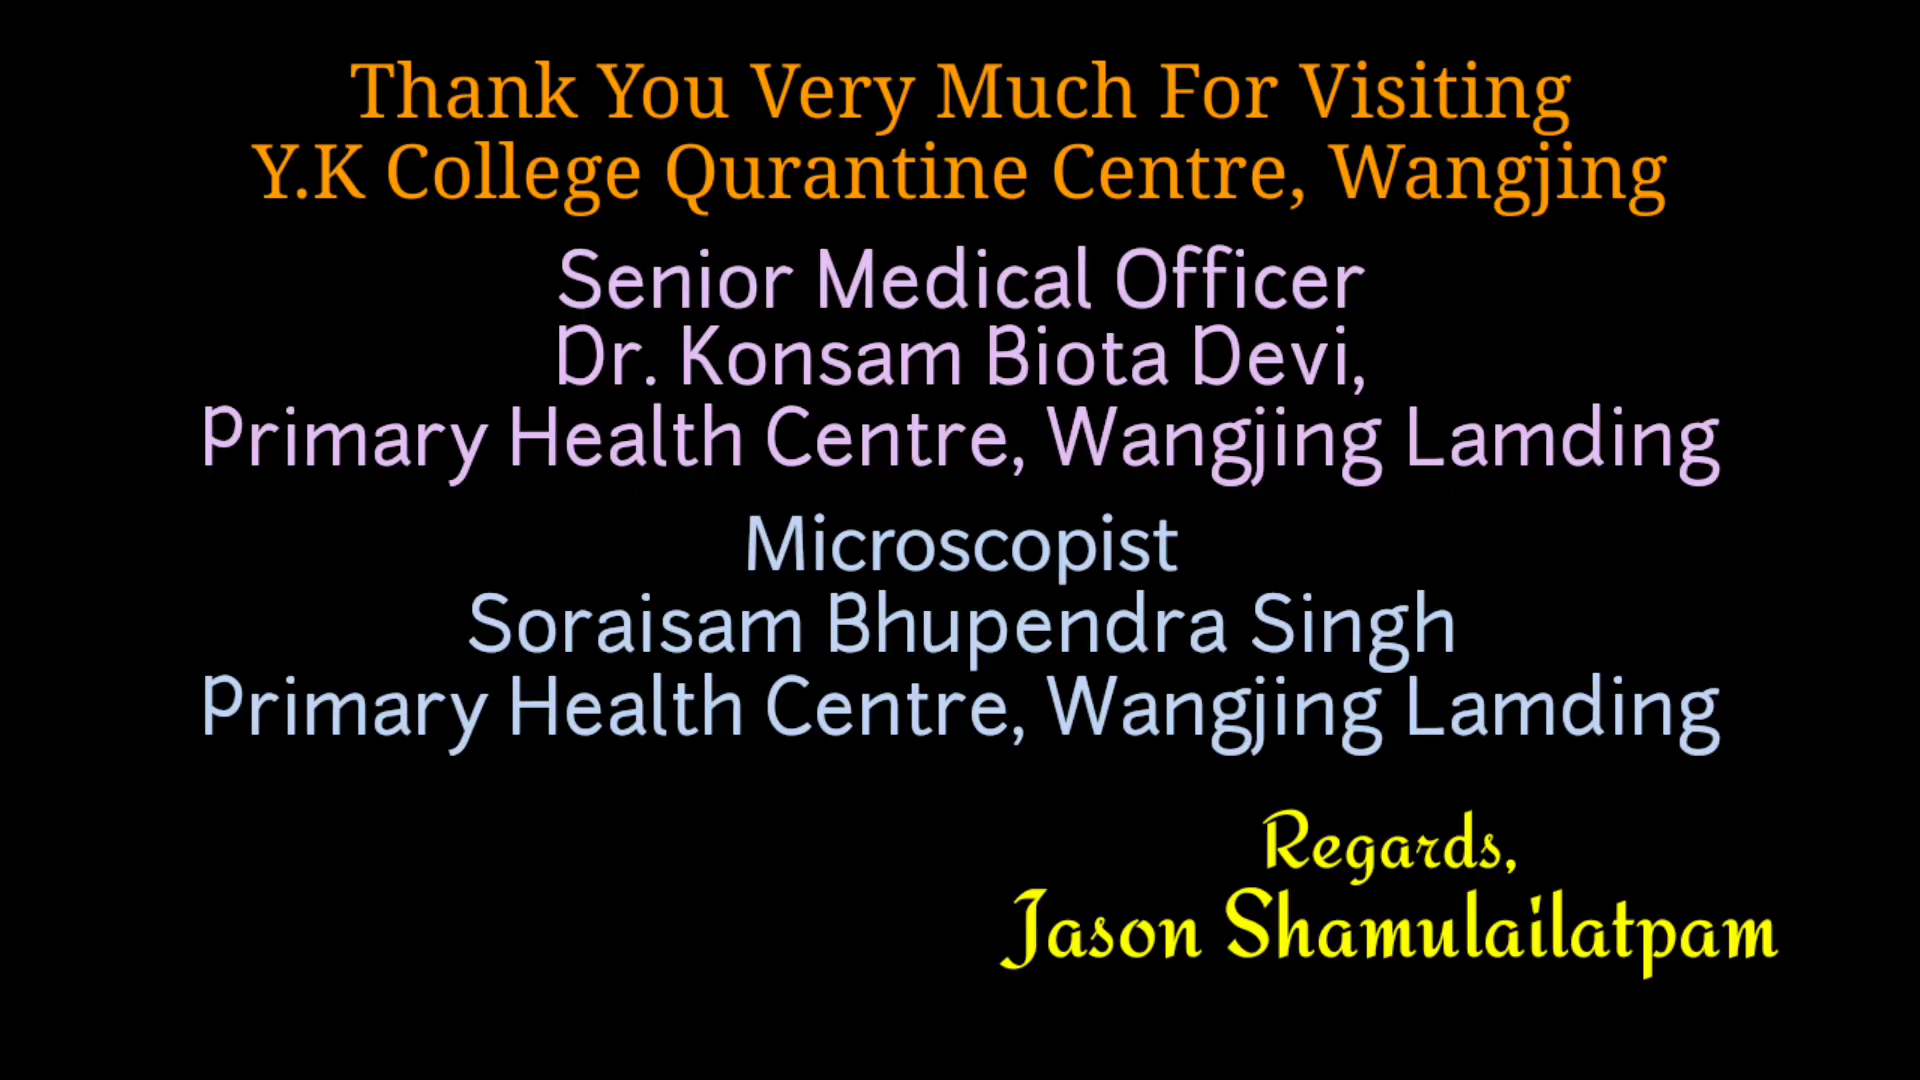 Thank You Very Much For Visiting
Y.K College Qurantine Centre, Wangjing
Senior Medical Officer
Dr. Konsam Biota Devi,
Primary Health Centre, Wangjing Lamding
Microscopist
Soraisam Bhupendra Singh
Primary Health Centre, Wangjing Lamding
Regards,
Jason Shamulailatpam